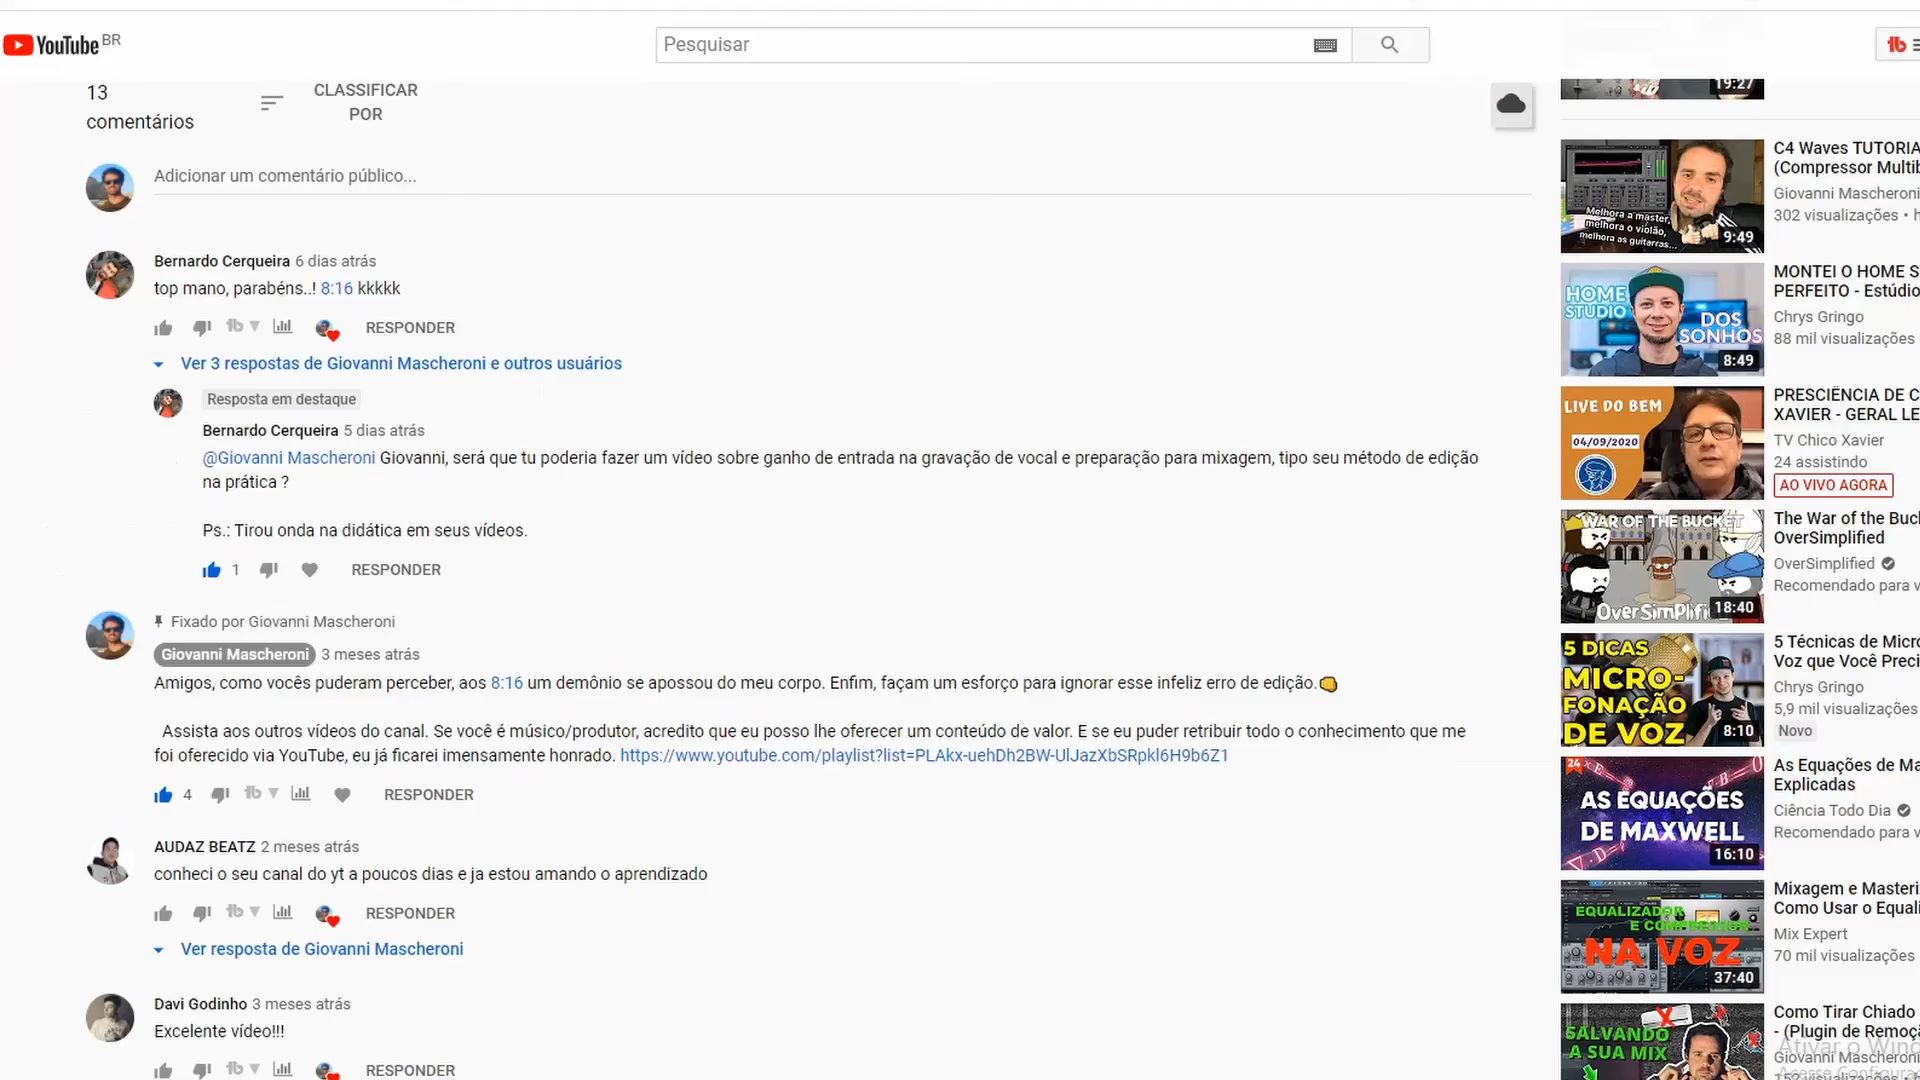 YouTube BR
Pesquisar
13
comentários
CLASSIFICAR
POR
Adicionar um comentário público...
Bernardo Cerqueira 6 dias atrás
top mano, parabéns..! 8:16 kkkkk
RESPONDER
Ver 3 respostas de Giovanni Mascheroni e outros usuários
Resposta em destaque
Bernardo Cerqueira 5 dias atrás
@Giovanni Mascheroni Giovanni, será que tu poderia fazer um vídeo sobre ganho de entrada na gravação de vocal e preparação para mixagem, tipo seu método de edição
na prática ?
Ps.: Tirou onda na didática em seus vídeos.
1 RESPONDER
Fixado por Giovanni Mascheroni
Giovanni Mascheroni 3 meses atrás
Amigos, como vocês puderam perceber, aos 8:16 um demônio se apossou do meu corpo. Enfim, façam um esforço para ignorar esse infeliz erro de edição.
Assista aos outros vídeos do canal. Se você é músico/produtor, acredito que eu posso lhe oferecer um conteúdo de valor. E se eu puder retribuir todo o conhecimento que me
foi oferecido via YouTube, eu já ficarei imensamente honrado. https://www.youtube.com/playlist?list=PLAkx-uehDh2BW-UlJazXbSRpkl6H9b6Z1
4 RESPONDER
AUDAZ BEATZ 2 meses atrás
conheci o seu canal do yt a poucos dias e ja estou amando o aprendizado
RESPONDER
Ver resposta de Giovanni Mascheroni
Davi Godinho 3 meses atrás
Excelente vídeo!!!
RESPONDER
19:27
Melhora a master,
melhora o violão,
melhora as guitarras...
9:49
C4 Waves TUTORIA
(Compressor Multib
Giovanni Mascheroni
302 visualizações • h
HOME
STUDIO
DOS
SONHOS
8:49
MONTEI O HOME S
PERFEITO - Estúdio
Chrys Gringo
88 mil visualizações
LIVE DO BEM
04/09/2020
PRESCIÊNCIA DE C
XAVIER - GERAL LE
TV Chico Xavier
24 assistindo
AO VIVO AGORA
WAR OF THE BUCKET
OverSimplifi
18:40
The War of the Buck
OverSimplified
OverSimplified
Recomendado para v
5 DICAS
MICRO-
FONAÇÃO
DE VOZ
8:10
5 Técnicas de Micro
Voz que Você Preci
Chrys Gringo
5,9 mil visualizações
Novo
24
AS EQUAÇÕES
DE MAXWELL
16:10
As Equações de Ma
Explicadas
Ciência Todo Dia
Recomendado para v
EQUALIZADOR
E COMPRESSOR
NA VOZ
37:40
Mixagem e Masteri
Como Usar o Equali
Mix Expert
70 mil visualizações
SALVANDO
A SUA MIX
Como Tirar Chiado
- (Plugin de Remoçã
Giovanni Mascheroni
Ativar o Wind